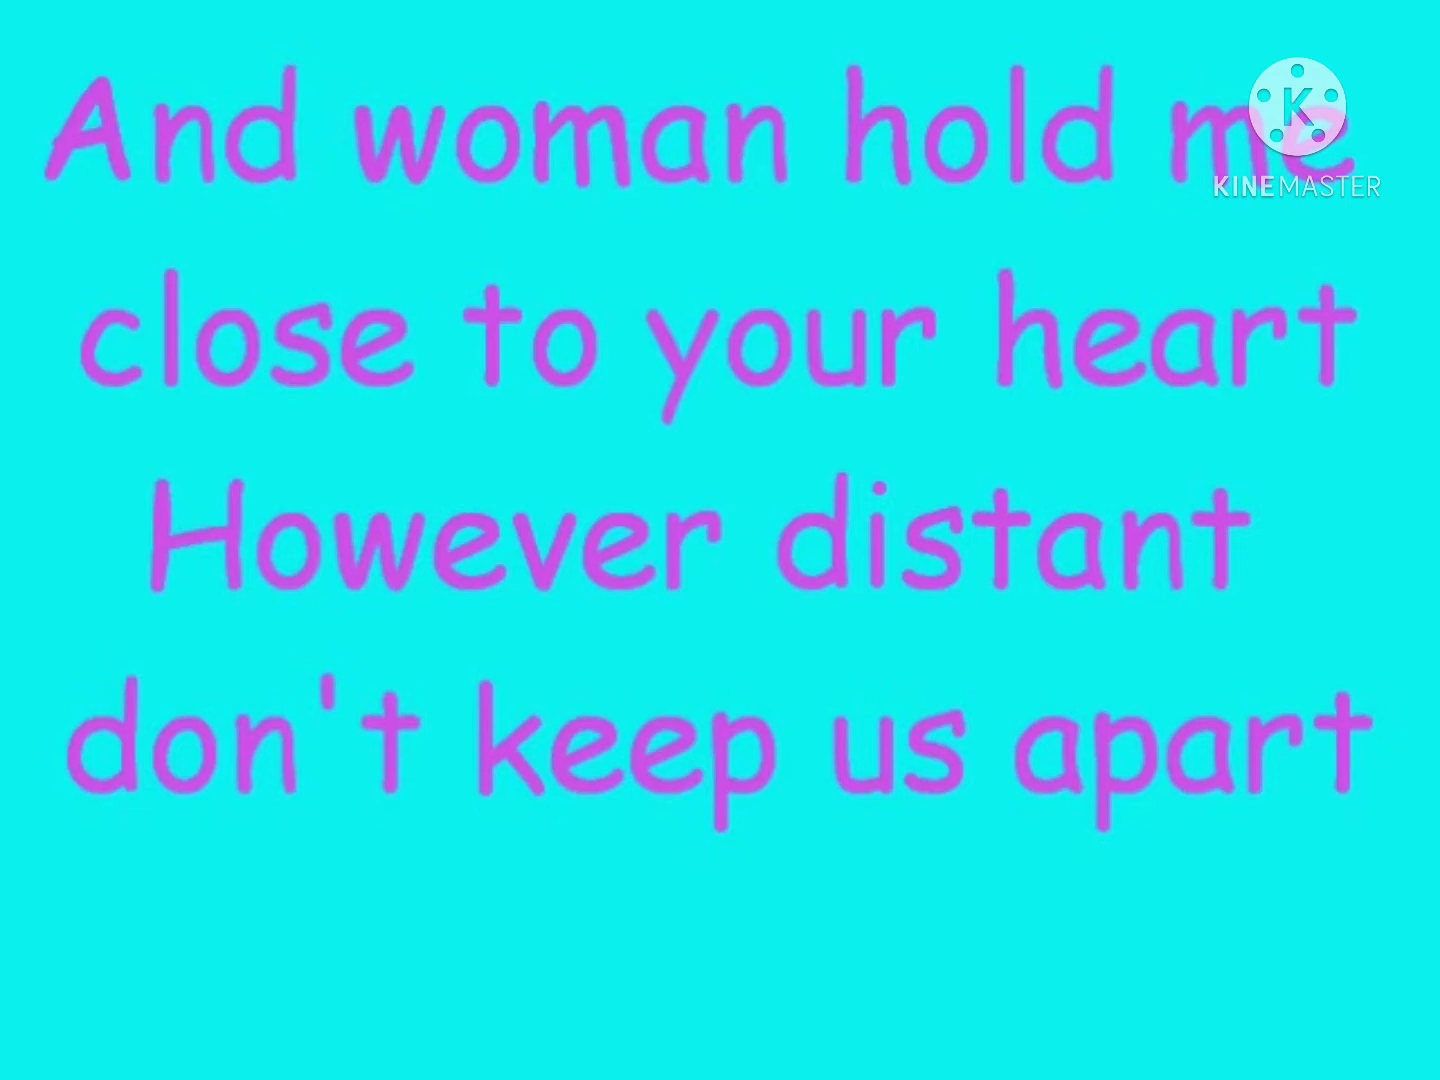 And woman hold me
KINEMASTER
close to your heart
However distant
don't keep us apart